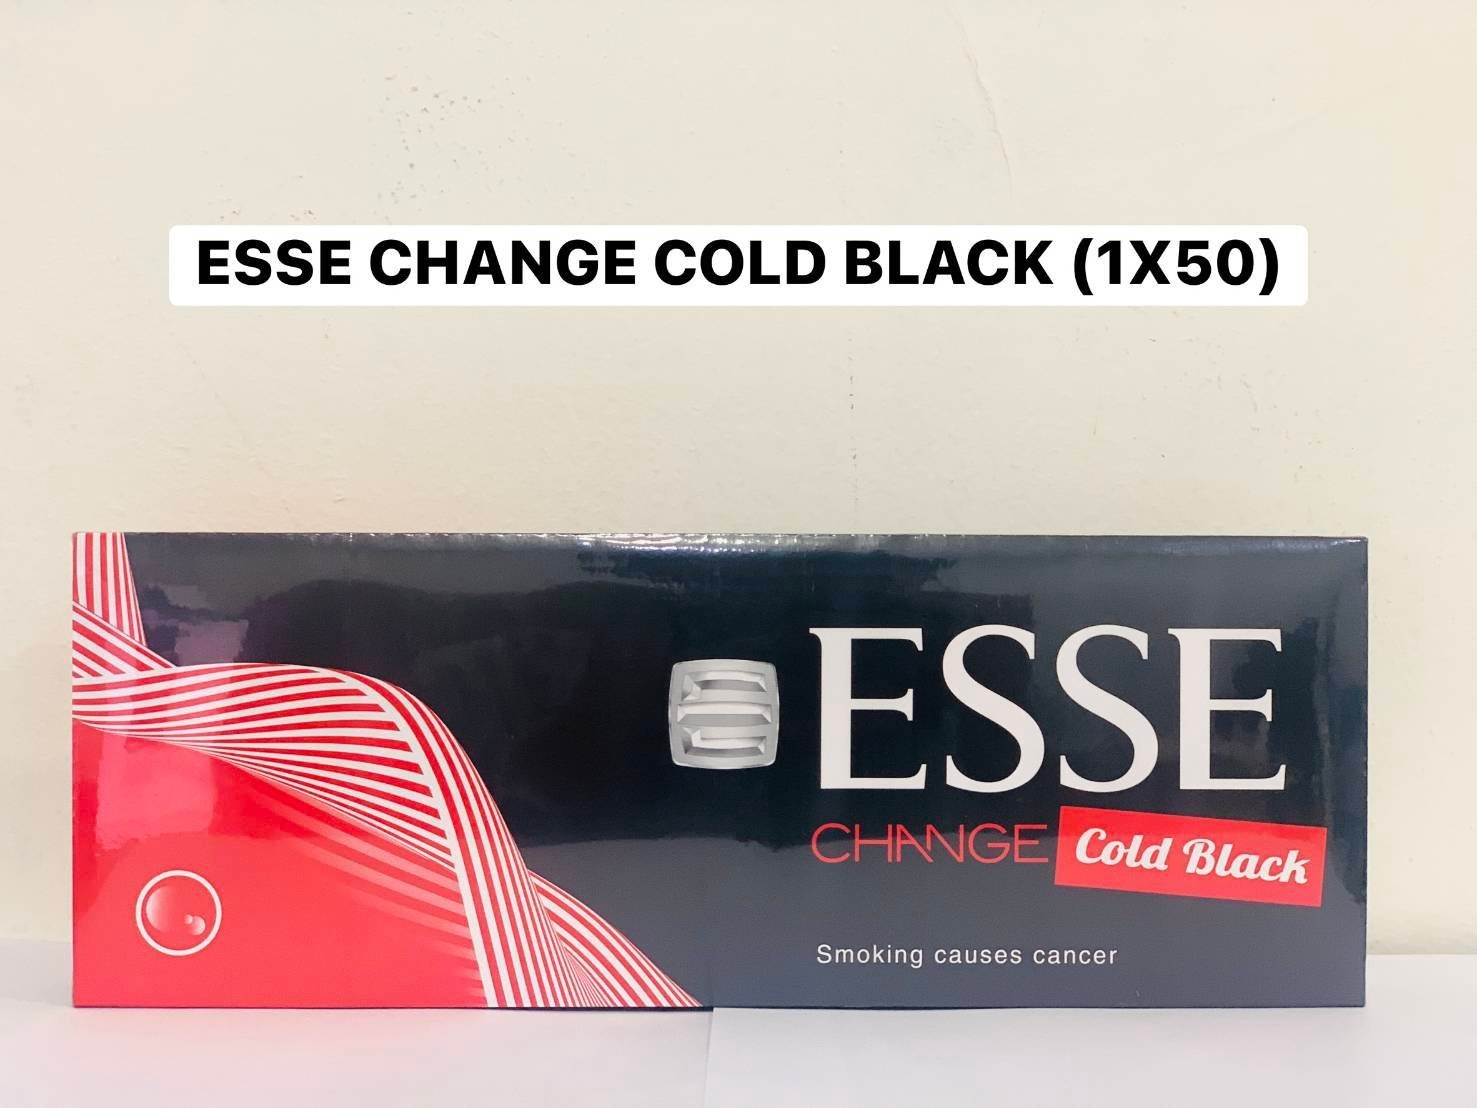 ESSE CHANGE COLD BLACK (1X50)
ESSE
CHANGE Cold Black
Smoking causes cancer